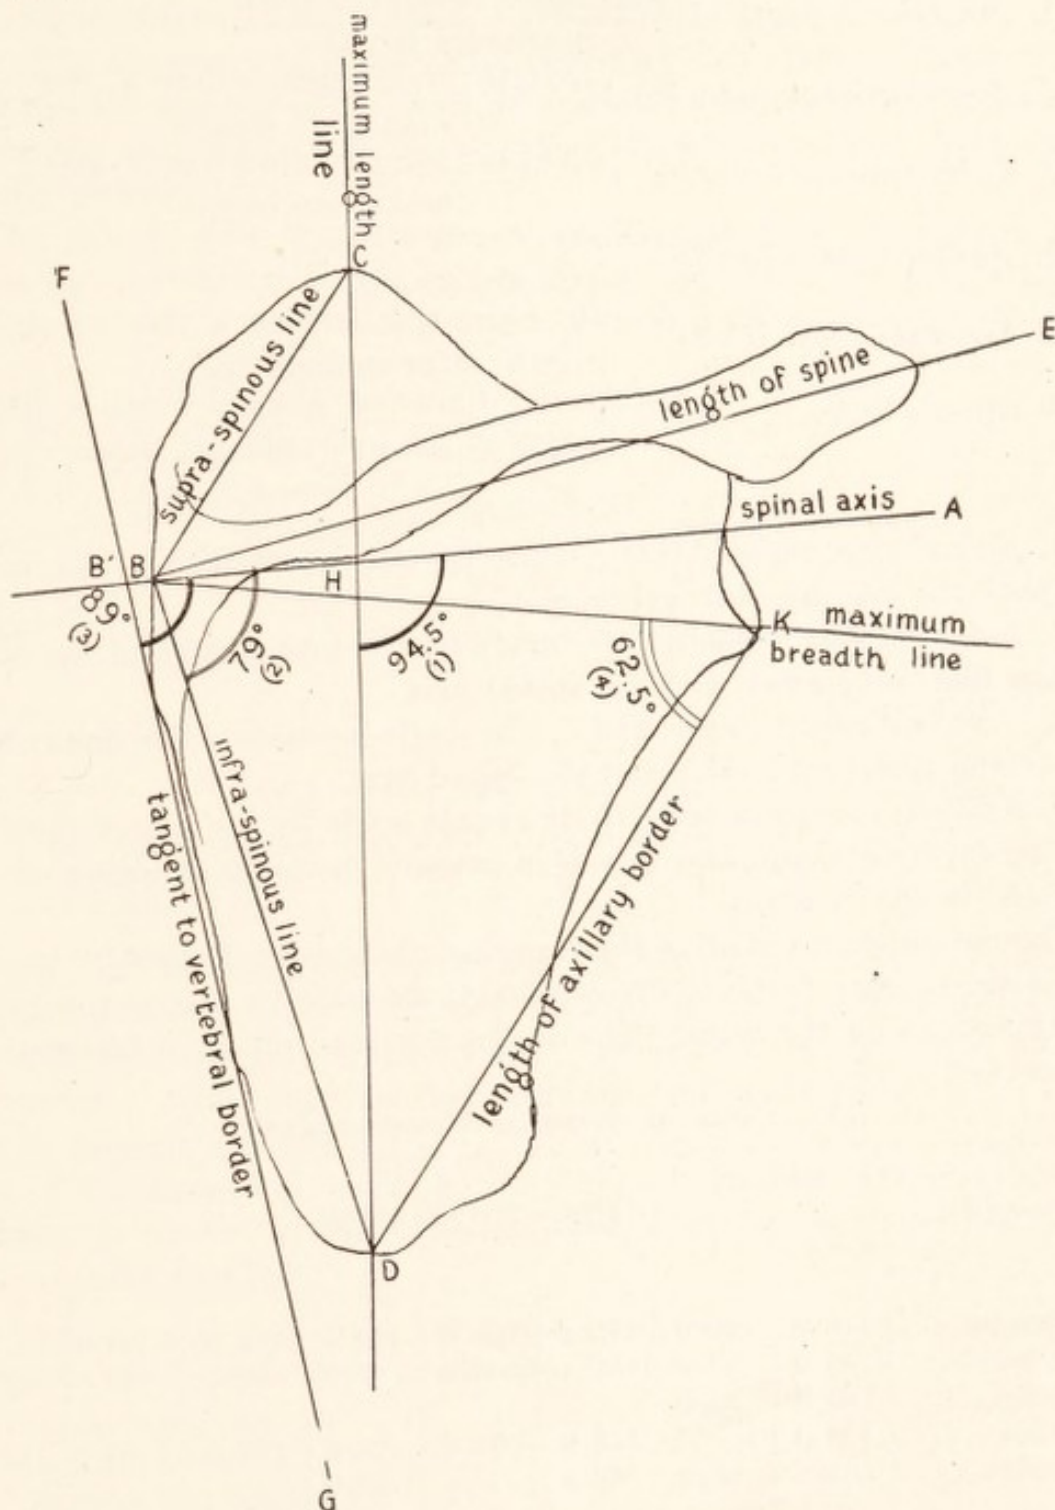 maximum length
line
C
F
E
supra-spinous line
length of spine
spinal axis
A
B' B
H
K
maximum
breadth line
89°
(3)
79°
(2)
94.5°
(1)
62.5°
(4)
infra-spinous line
tangent to vertebral border
length of axillary border
D
G